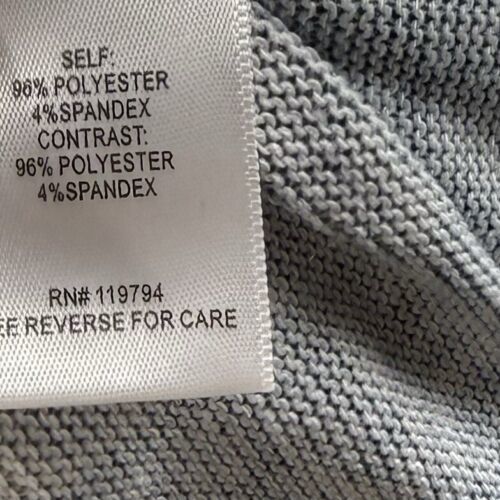 SELF:
96% POLYESTER
4%SPANDEX
CONTRAST:
96% POLYESTER
4%SPANDEX
RN# 119794
EE REVERSE FOR CARE